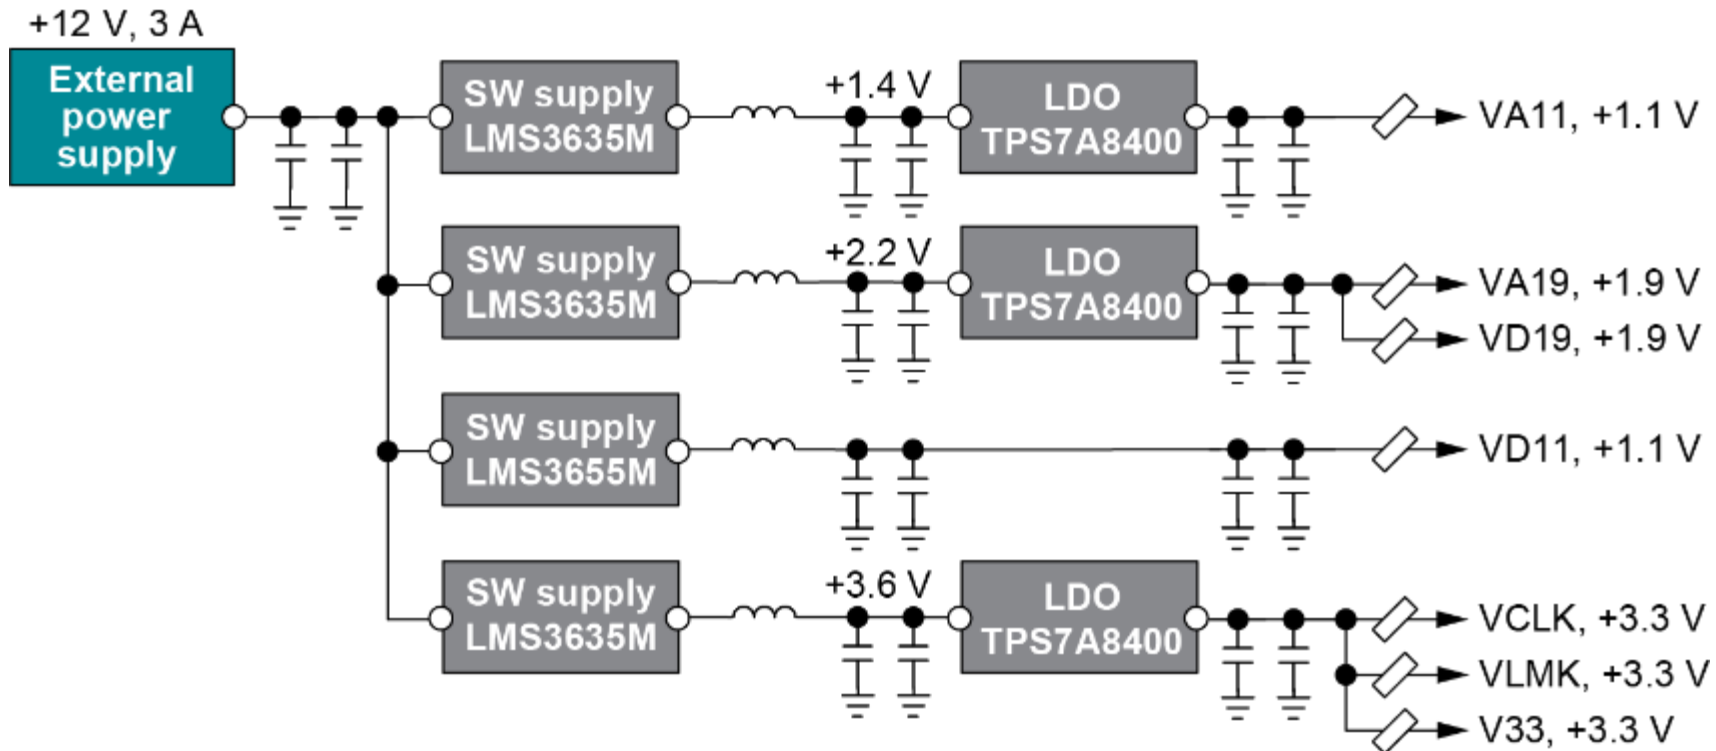 +12 V, 3 A
External
power
supply
SW supply
LMS3635M
+1.4 V
LDO
TPS7A8400
VA11, +1.1 V
SW supply
LMS3635M
+2.2 V
LDO
TPS7A8400
VA19, +1.9 V
VD19, +1.9 V
SW supply
LMS3655M
VD11, +1.1 V
SW supply
LMS3635M
+3.6 V
LDO
TPS7A8400
VCLK, +3.3 V
VLMK, +3.3 V
V33, +3.3 V